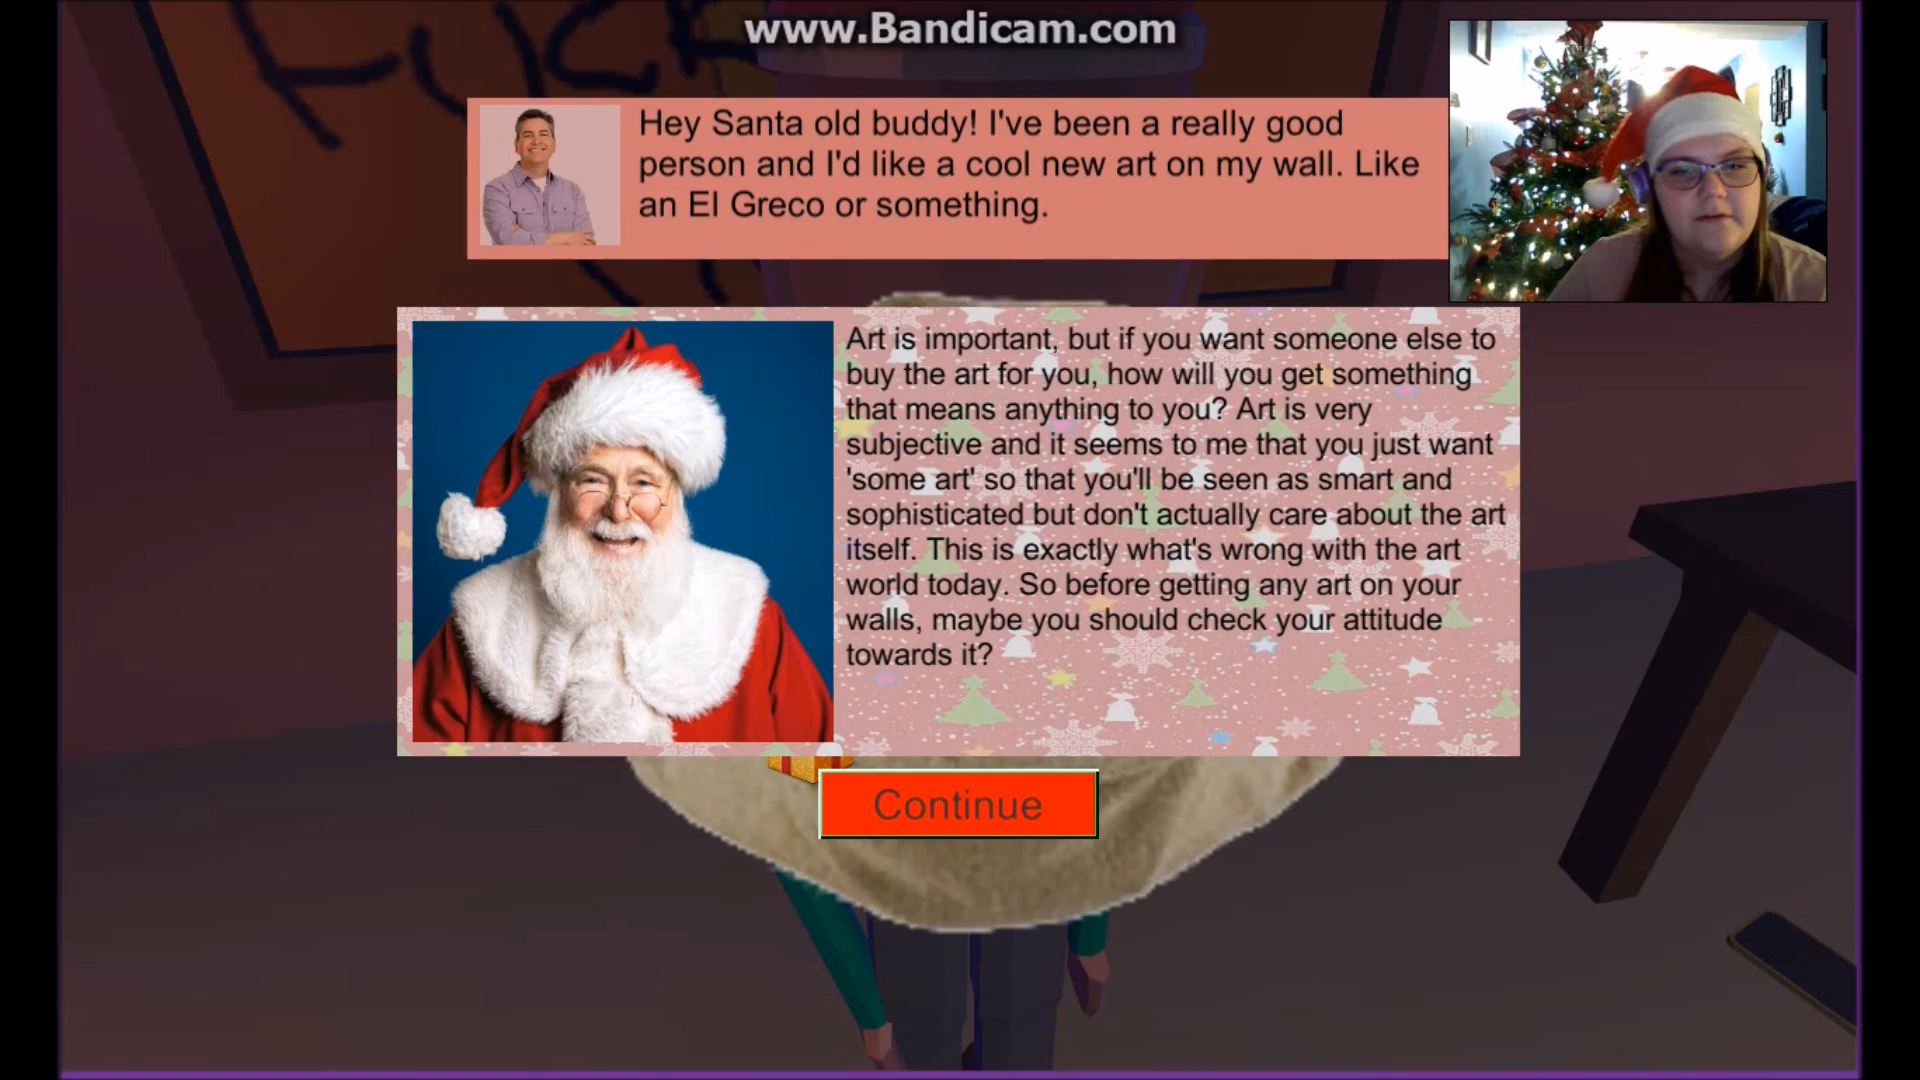 www.Bandicam.com
Hey Santa old buddy! I've been a really good
person and I'd like a cool new art on my wall. Like
an El Greco or something.
Art is important, but if you want someone else to
buy the art for you, how will you get something
that means anything to you? Art is very
subjective and it seems to me that you just want
'some art' so that you'll be seen as smart and
sophisticated but don't actually care about the art
itself. This is exactly what's wrong with the art
world today. So before getting any art on your
walls, maybe you should check your attitude
towards it?
Continue